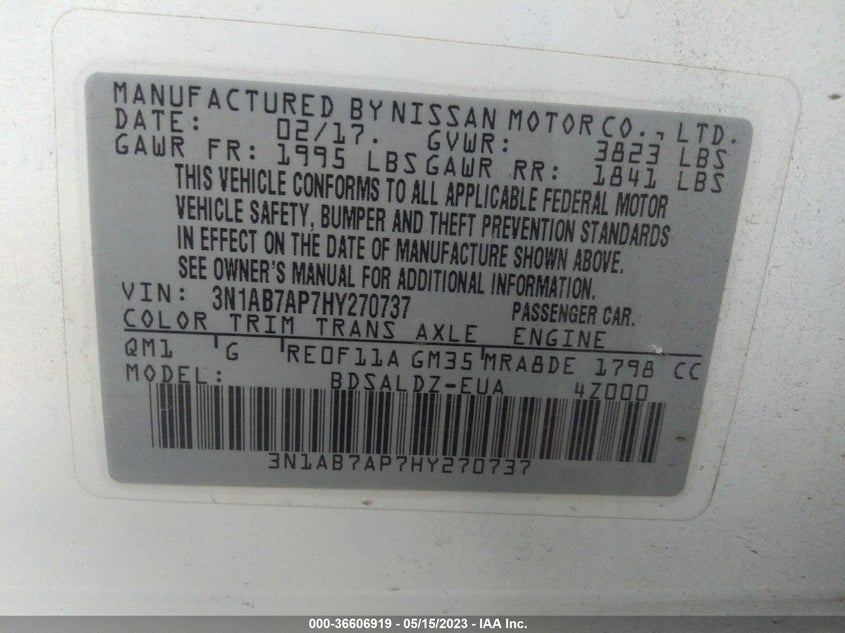 MANUFACTURED BY NISSAN MOTOR CO., LTD.
DATE: 02/17. GVWR: 3823 LBS
GAWR FR: 1995 LBS GAWR RR: 1841 LBS
THIS VEHICLE CONFORMS TO ALL APPLICABLE FEDERAL MOTOR
VEHICLE SAFETY, BUMPER AND THEFT PREVENTION STANDARDS
IN EFFECT ON THE DATE OF MANUFACTURE SHOWN ABOVE.
SEE OWNER'S MANUAL FOR ADDITIONAL INFORMATION.
VIN: 3N1AB7AP7HY270737 PASSENGER CAR.
COLOR TRIM TRANS AXLE ENGINE
QM1 G RE0F11A GM35 MRA8DE 1798 CC
MODEL: BDSALDZ-EUA 4Z000
3N1AB7AP7HY270737
000-36606919 - 05/15/2023 - IAA Inc.